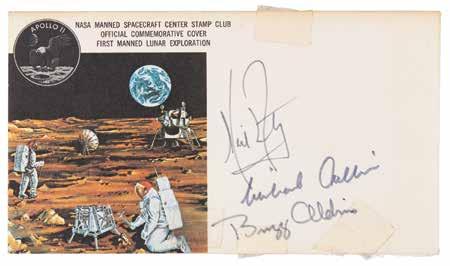 APOLLO 11
NASA MANNED SPACECRAFT CENTER STAMP CLUB
OFFICIAL COMMEMORATIVE COVER
FIRST MANNED LUNAR EXPLORATION
Michael Collins
Buzz Aldrin